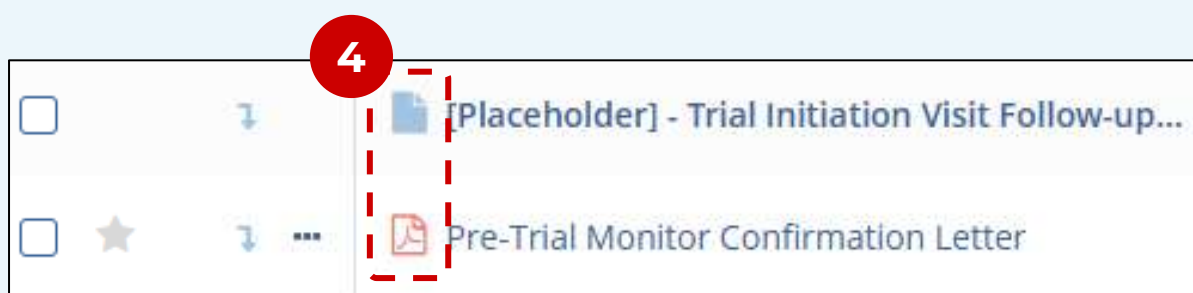 4
[Placeholder] - Trial Initiation Visit Follow-up...
Pre-Trial Monitor Confirmation Letter